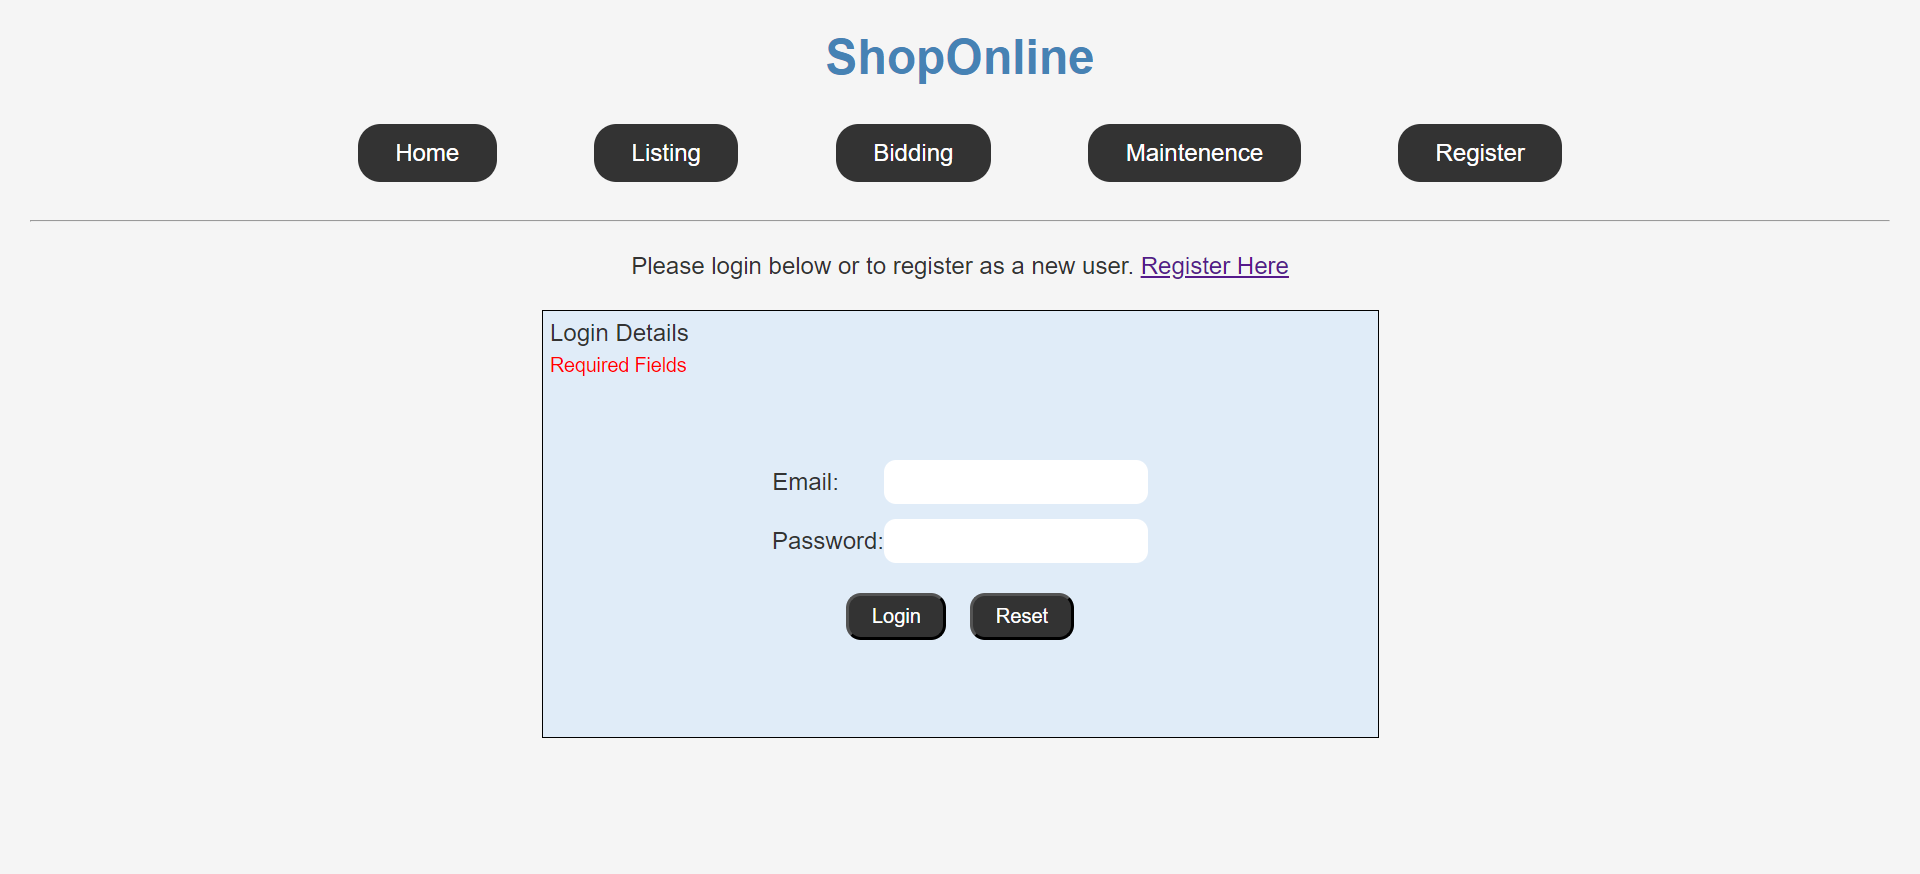 ShopOnline
Home Listing Bidding Maintenence Register
Please login below or to register as a new user. Register Here
Login Details
Required Fields
Email:
Password:
Login Reset